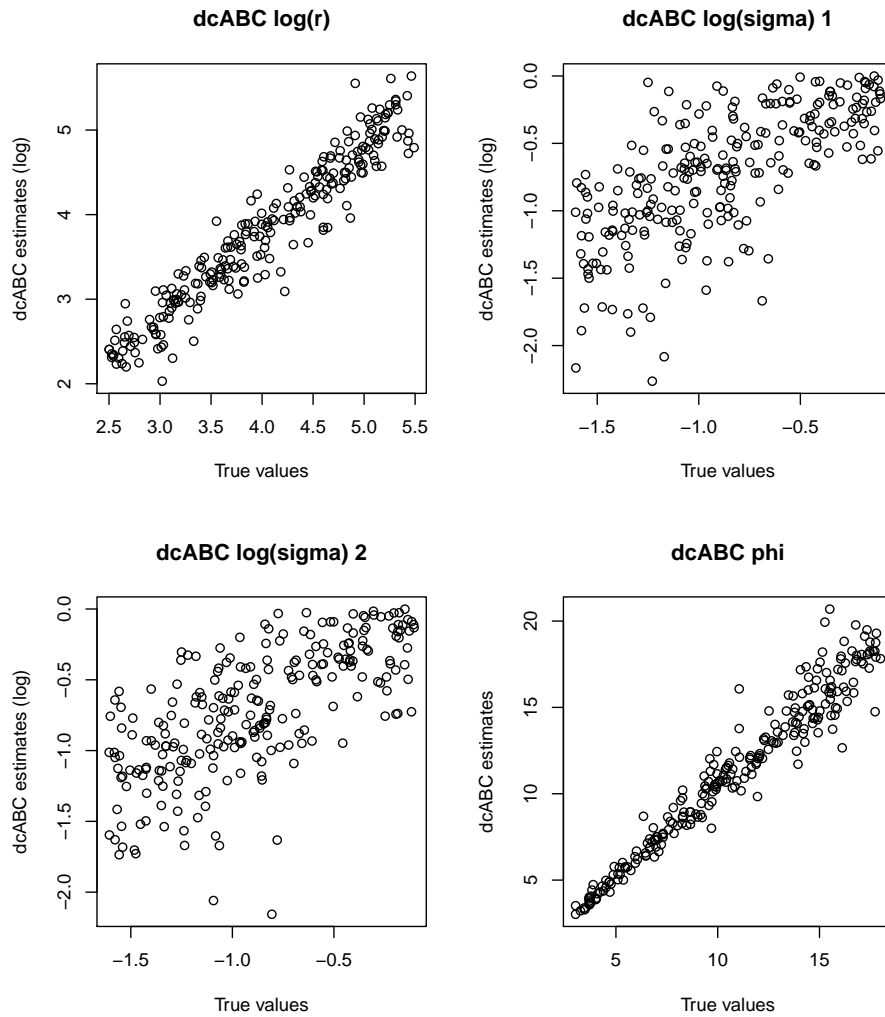 dcABC log(r)
dcABC estimates (log)
5
4
3
2
2.5 3.0 3.5 4.0 4.5 5.0 5.5
True values
dcABC log(sigma) 1
dcABC estimates (log)
0.0
−0.5
−1.0
−1.5
−2.0
−1.5 −1.0 −0.5
True values
dcABC log(sigma) 2
dcABC estimates (log)
0.0
−0.5
−1.0
−1.5
−2.0
−1.5 −1.0 −0.5
True values
dcABC phi
dcABC estimates
20
15
10
5
5 10 15
True values